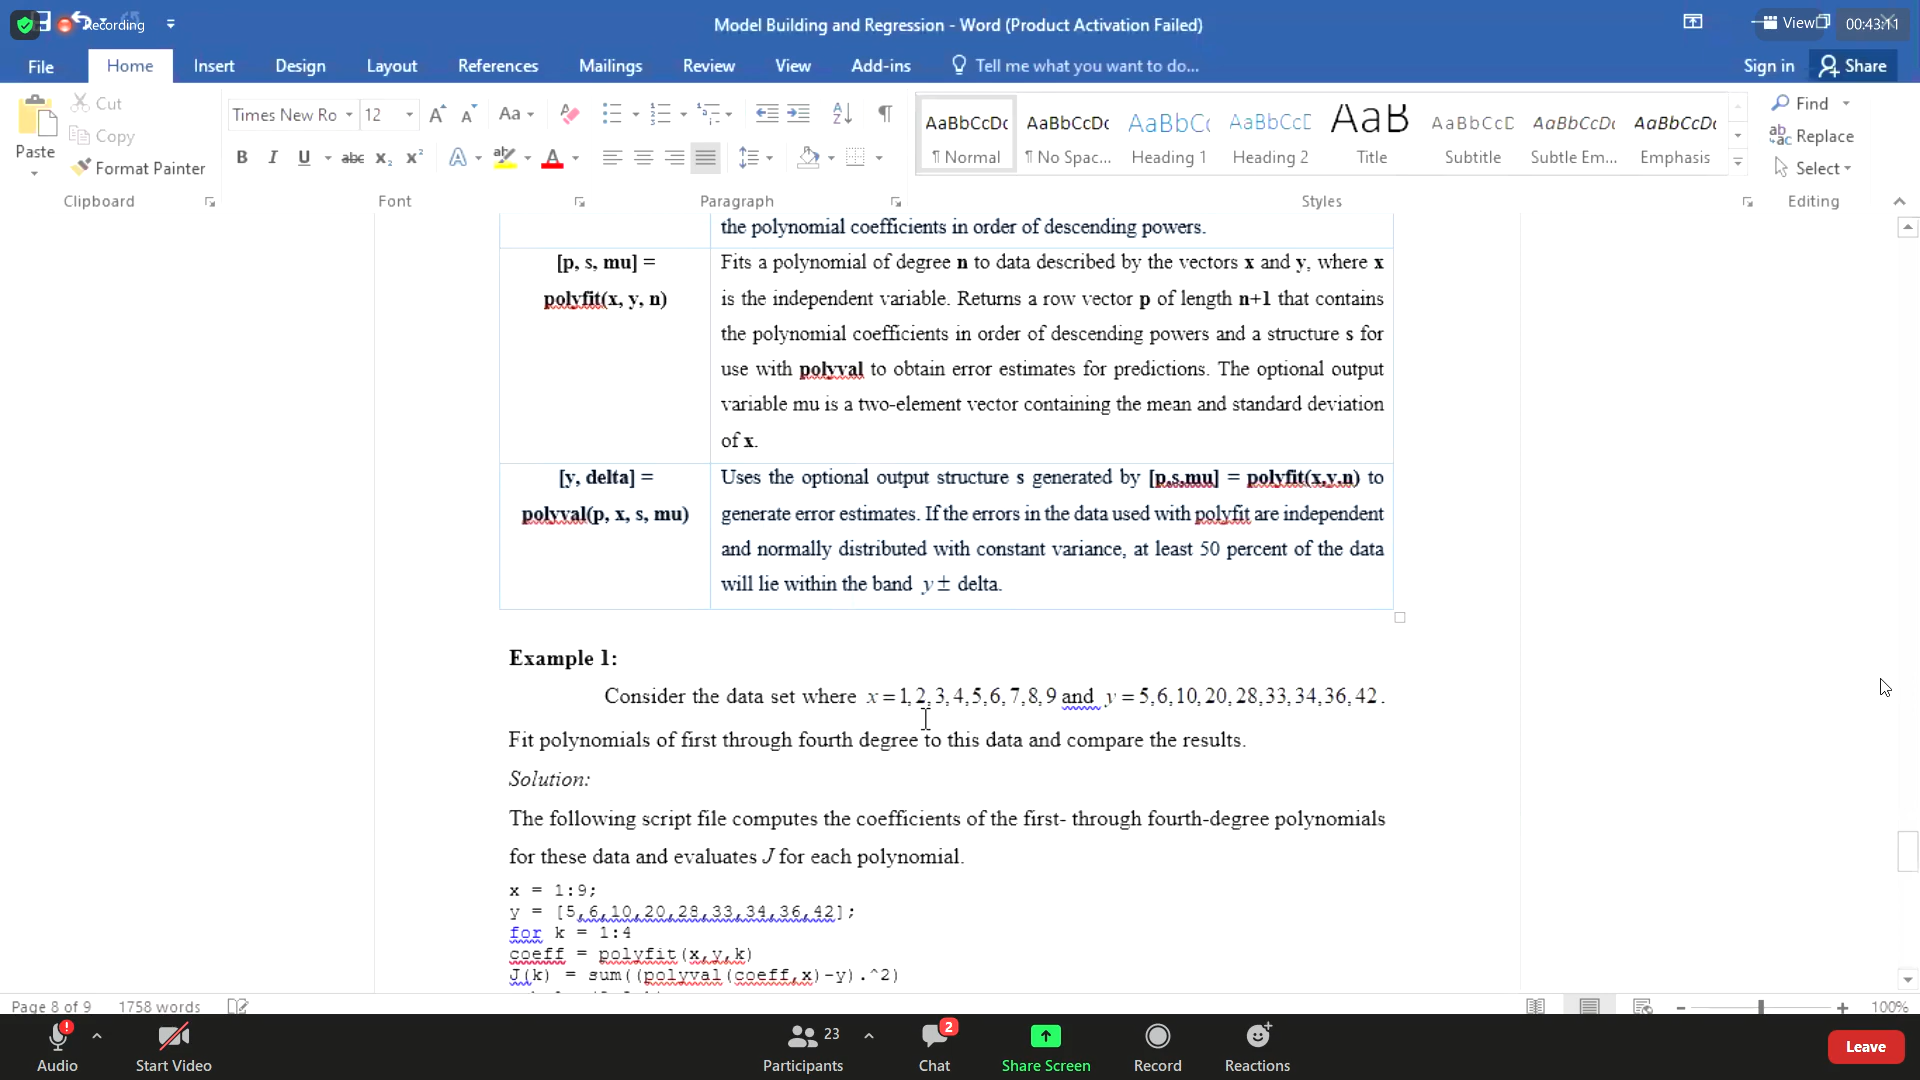 Recording
Model Building and Regression - Word (Product Activation Failed)
View
00:43:11
File
Home
Insert
Design
Layout
References
Mailings
Review
View
Add-ins
Tell me what you want to do...
Sign in
Share
Paste
Cut
Copy
Format Painter
Clipboard
Times New Ro
12
Aa
B I U abc x₂ x²
A
A
Font
Paragraph
AaBbCcDc
¶ Normal
AaBbCcDc
¶ No Spac...
AaBbCc
Heading 1
AaBbCcD
Heading 2
AaB
Title
AaBbCcD
Subtitle
AaBbCcDc
Subtle Em...
AaBbCcDc
Emphasis
Styles
Find
Replace
Select
Editing
the polynomial coefficients in order of descending powers.
[p, s, mu] =
polyfit(x, y, n)
Fits a polynomial of degree n to data described by the vectors x and y, where x
is the independent variable. Returns a row vector p of length n+1 that contains
the polynomial coefficients in order of descending powers and a structure s for
use with polyval to obtain error estimates for predictions. The optional output
variable mu is a two-element vector containing the mean and standard deviation
of x.
[y, delta] =
polyval(p, x, s, mu)
Uses the optional output structure s generated by [p,s,mu] = polyfit(x,y,n) to
generate error estimates. If the errors in the data used with polyfit are independent
and normally distributed with constant variance, at least 50 percent of the data
will lie within the band y ± delta.
Example 1:
Consider the data set where x = 1,2,3,4,5,6,7,8,9 and y = 5,6,10,20,28,33,34,36,42.
Fit polynomials of first through fourth degree to this data and compare the results.
Solution:
The following script file computes the coefficients of the first- through fourth-degree polynomials
for these data and evaluates J for each polynomial.
x = 1:9;
y = [5,6,10,20,28,33,34,36,42];
for k = 1:4
coeff = polyfit(x,y,k)
J(k) = sum((polyval(coeff,x)-y).^2)
Page 8 of 9
1758 words
100%
Audio
Start Video
23
Participants
2
Chat
Share Screen
Record
Reactions
Leave